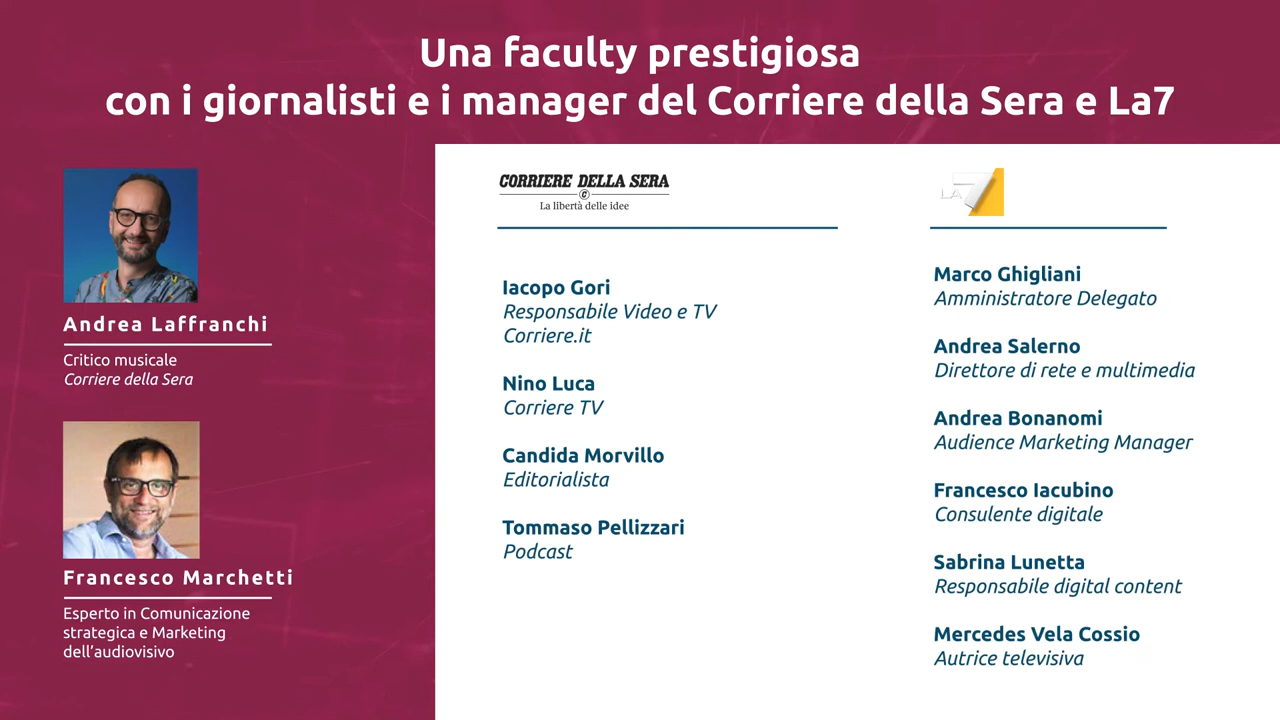 Una faculty prestigiosa
con i giornalisti e i manager del Corriere della Sera e La7
Andrea Laffranchi
Critico musicale
Corriere della Sera
Francesco Marchetti
Esperto in Comunicazione
strategica e Marketing
dell'audiovisivo
CORRIERE DELLA SERA
C
La libertà delle idee
Iacopo Gori
Responsabile Video e TV
Corriere.it
Nino Luca
Corriere TV
Candida Morvillo
Editorialista
Tommaso Pellizzari
Podcast
LA7
Marco Ghigliani
Amministratore Delegato
Andrea Salerno
Direttore di rete e multimedia
Andrea Bonanomi
Audience Marketing Manager
Francesco Iacubino
Consulente digitale
Sabrina Lunetta
Responsabile digital content
Mercedes Vela Cossio
Autrice televisiva